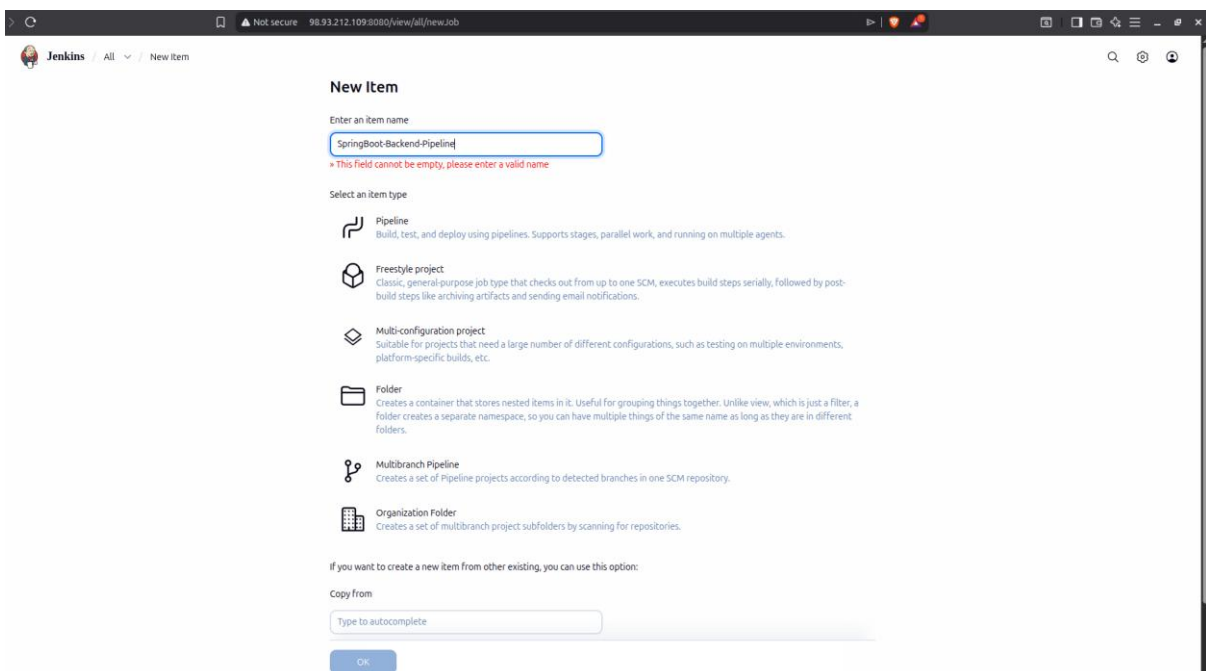 Not secure 98.93.212.109:8080/view/all/newJob
Jenkins / All / New Item
New Item
Enter an item name
SpringBoot-Backend-Pipeline
» This field cannot be empty, please enter a valid name
Select an item type
Pipeline
Build, test, and deploy using pipelines. Supports stages, parallel work, and running on multiple agents.
Freestyle project
Classic, general-purpose job type that checks out from up to one SCM, executes build steps serially, followed by post-
build steps like archiving artifacts and sending email notifications.
Multi-configuration project
Suitable for projects that need a large number of different configurations, such as testing on multiple environments,
platform-specific builds, etc.
Folder
Creates a container that stores nested items in it. Useful for grouping things together. Unlike view, which is just a filter, a
folder creates a separate namespace, so you can have multiple things of the same name as long as they are in different
folders.
Multibranch Pipeline
Creates a set of Pipeline projects according to detected branches in one SCM repository.
Organization Folder
Creates a set of multibranch project subfolders by scanning for repositories.
If you want to create a new item from other existing, you can use this option:
Copy from
Type to autocomplete
OK